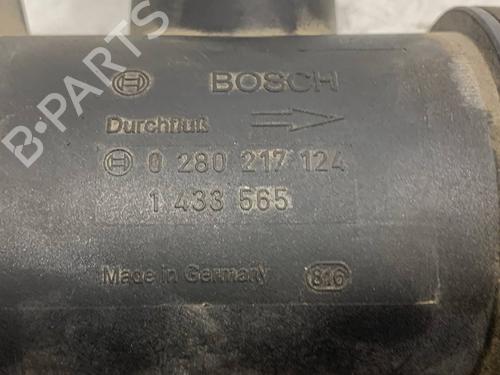 BOSCH
Durchfluß
0 280 217 124
1 433 565
Made in Germany 816
B-PARTS